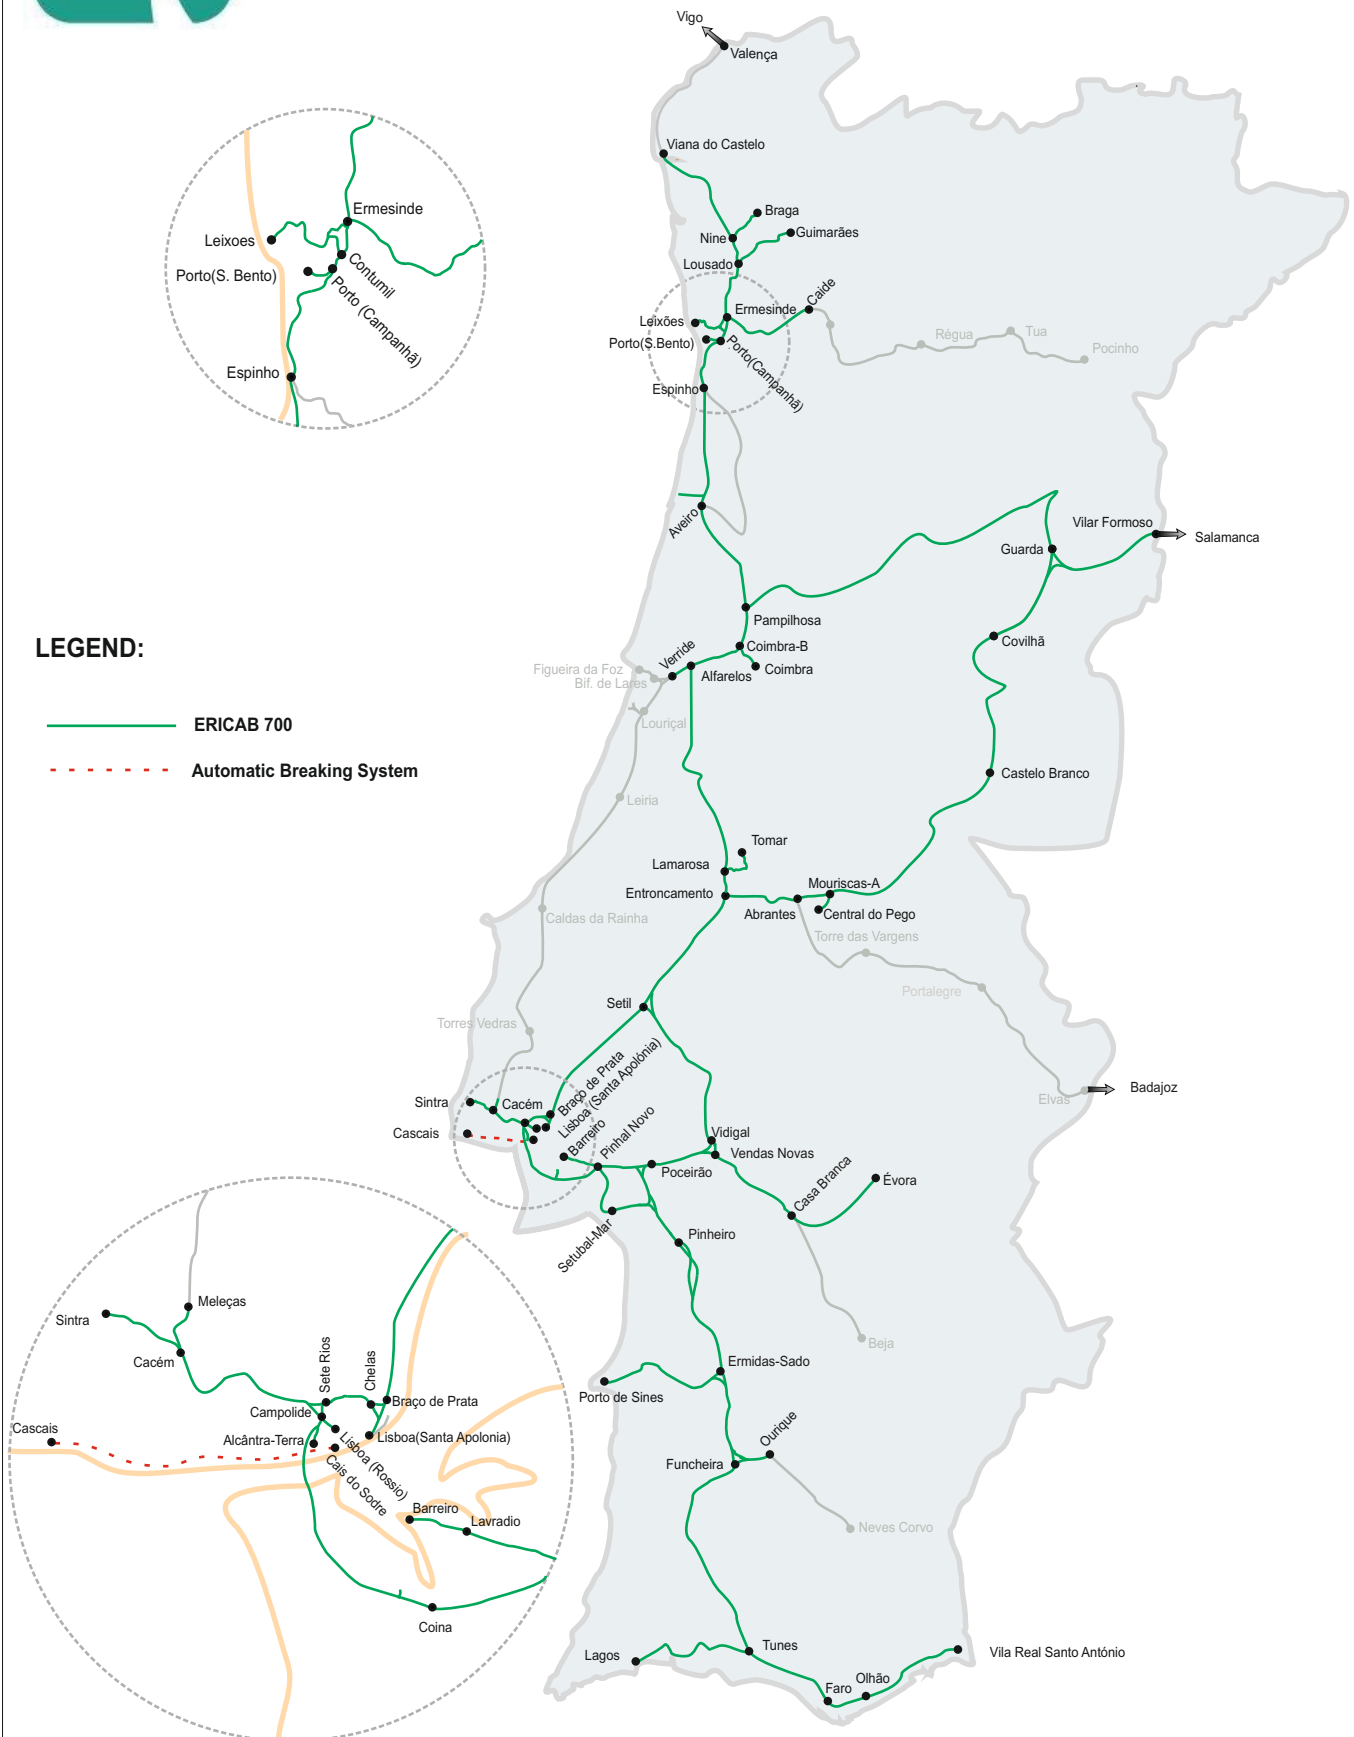 Vigo
Valença
Viana do Castelo
Braga
Guimarães
Nine
Lousado
Ermesinde
Caide
Leixões
Porto(S.Bento)
Porto(Campanhã)
Régua
Tua
Pocinho
Espinho
Ermesinde
Leixoes
Contumil
Porto(S. Bento)
Porto (Campanhã)
Espinho
Aveiro
Vilar Formoso
Salamanca
Guarda
Pampilhosa
Covilhã
Coimbra-B
Verride
Coimbra
Alfarelos
Figueira da Foz
Bif. de Lares
Louriçal
LEGEND:
ERICAB 700
Automatic Breaking System
Castelo Branco
Leiria
Tomar
Lamarosa
Entroncamento
Mouriscas-A
Abrantes
Central do Pego
Caldas da Rainha
Torre das Vargens
Portalegre
Setil
Torres Vedras
Elvas
Badajoz
Sintra
Cacém
Cascais
Braço de Prata
Lisboa (Santa Apolónia)
Barreiro
Pinhal Novo
Vidigal
Vendas Novas
Poceirão
Casa Branca
Évora
Setubal-Mar
Pinheiro
Beja
Ermidas-Sado
Porto de Sines
Ourique
Funcheira
Neves Corvo
Meleças
Sintra
Cacém
Sete Rios
Chelas
Braço de Prata
Campolide
Cascais
Alcântra-Terra
Lisboa(Santa Apolonia)
Lisboa (Rossio)
Cais do Sodre
Barreiro
Lavradio
Coina
Tunes
Lagos
Vila Real Santo António
Olhão
Faro